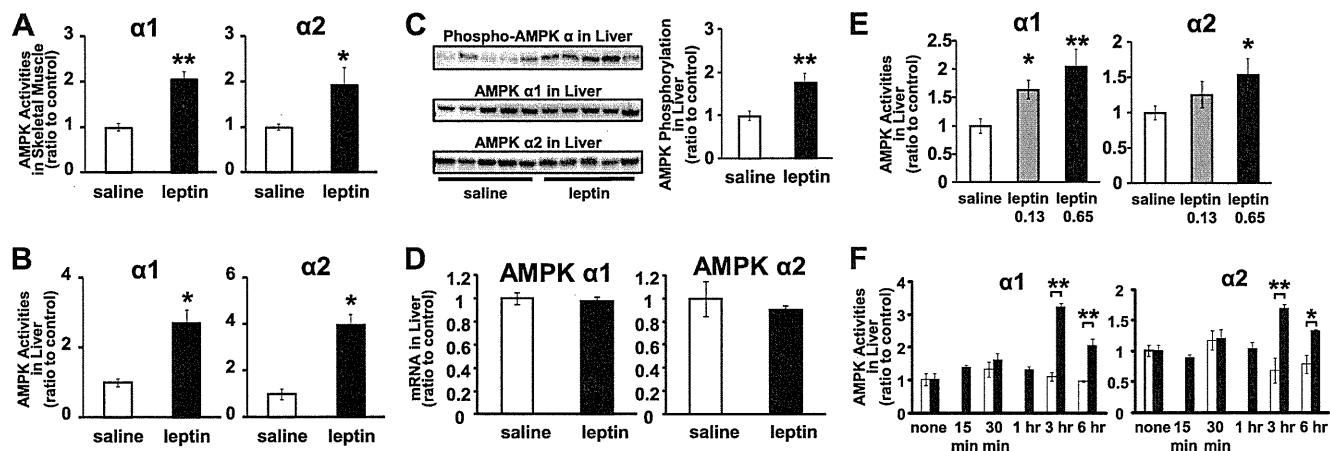 A
α1
α2
AMPK Activities
in Skeletal Muscle
(ratio to control)
3
2
1
0
**
saline
leptin
3
2
1
0
*
saline
leptin
B
α1
α2
AMPK Activities
in Liver
(ratio to control)
4
2
0
*
saline
leptin
6
4
2
0
*
saline
leptin
C
Phospho-AMPK α in Liver
AMPK α1 in Liver
AMPK α2 in Liver
saline
leptin
AMPK Phosphorylation
in Liver
(ratio to control)
3
2
1
0
**
saline
leptin
D
AMPK α1
AMPK α2
mRNA in Liver
(ratio to control)
1.2
1
0.8
0.6
0.4
0.2
0
saline
leptin
1.2
1
0.8
0.6
0.4
0.2
0
saline
leptin
E
α1
α2
AMPK Activities
in Liver
(ratio to control)
2.5
2
1.5
1
0.5
0
*
**
saline
leptin
0.13
leptin
0.65
2
1.5
1
0.5
0
*
saline
leptin
0.13
leptin
0.65
F
α1
α2
AMPK Activities
in Liver
(ratio to control)
4
3
2
1
0
**
**
none 15 30 1 hr 3 hr 6 hr
min min
2
1.5
1
0.5
0
**
*
none 15 30 1 hr 3 hr 6 hr
min min